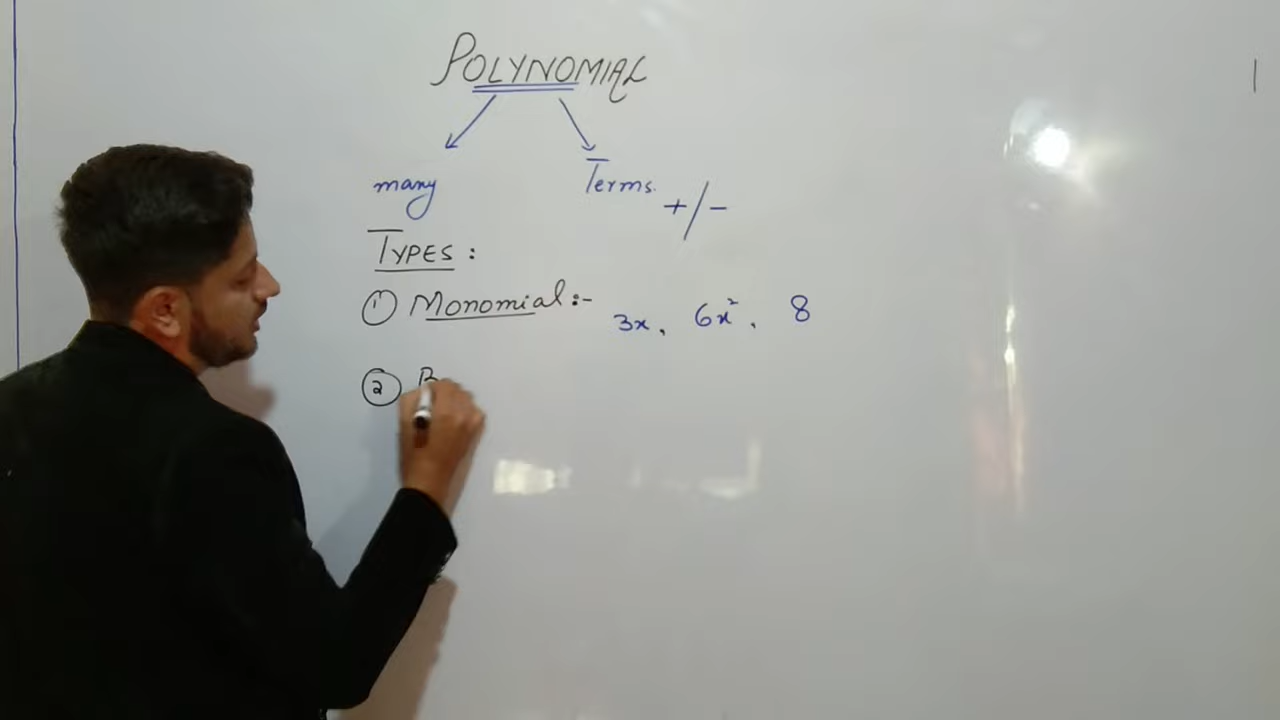 POLYNOMIAL
many Terms. +/-
TYPES :
① Monomial :- 3x, 6x², 8
② B